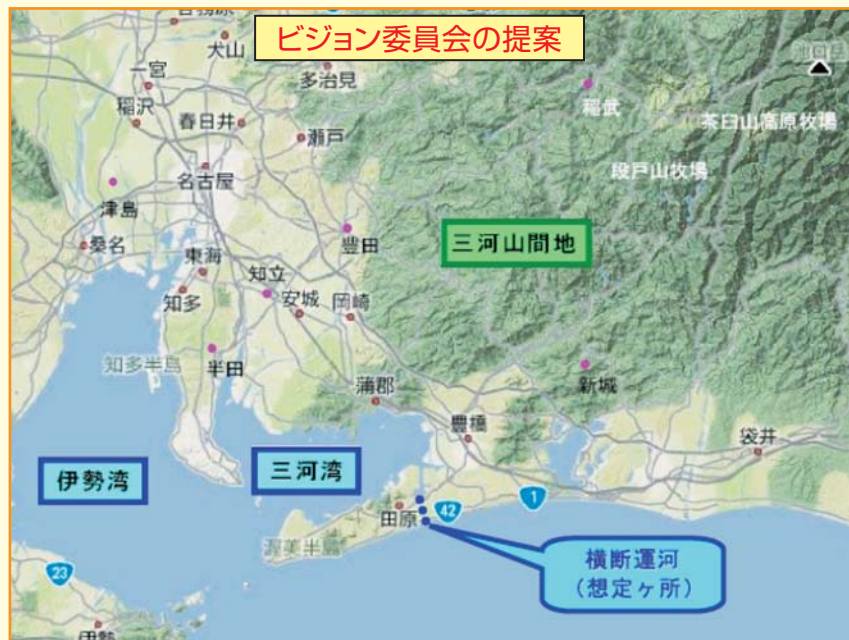 ビジョン委員会の提案
犬山
一宮
多治見
稲沢
春日井
瀬戸
稲武
茶臼山高原牧場
段戸山牧場
名古屋
津島
桑名
豊田
三河山間地
東海
知立
知多
安城
岡崎
知多半島
半田
蒲郡
新城
豊橋
袋井
伊勢湾
三河湾
田原
42
1
渥美半島
横断運河
(想定ヶ所)
23
伊勢